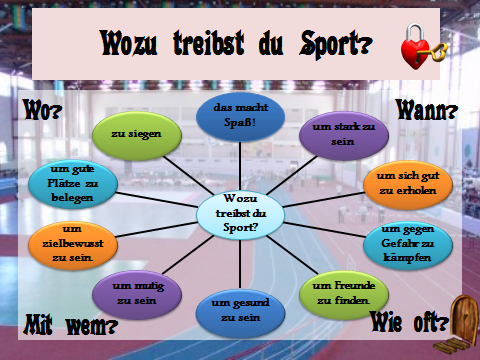 Wozu treibst du Sport?
Wo?
Wann?
das macht
Spaß!
zu siegen
um stark zu
sein
um gute
Plätze zu
belegen
um sich gut
zu erholen
Wozu
treibst du
Sport?
um
zielbewusst
zu sein.
um gegen
Gefahr zu
kämpfen
um mutig
zu sein
um gesund
zu sein
um Freunde
zu finden.
Mit wem?
Wie oft?